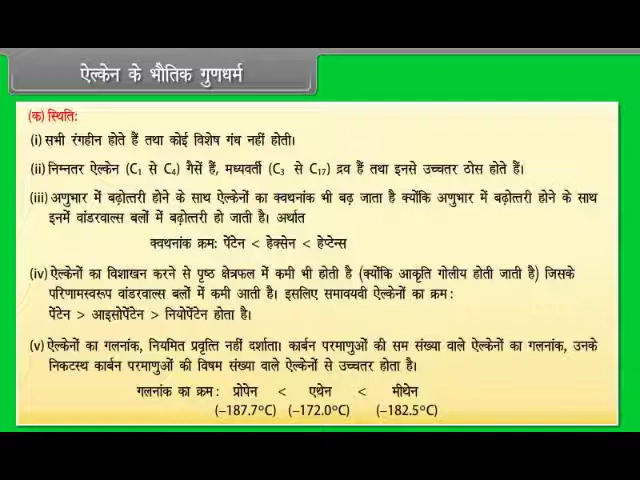 ऐल्केन के भौतिक गुणधर्म
(क) स्थिति:
(i) सभी रंगहीन होते हैं तथा कोई विशेष गंध नहीं होती।
(ii) निम्नतर ऐल्केन (C₁ से C₄) गैसें हैं, मध्यवर्ती (C₃ से C₁₇) द्रव हैं तथा इनसे उच्चतर ठोस होते हैं।
(iii) अणुभार में बढ़ोत्तरी होने के साथ ऐल्केनों का क्वथनांक भी बढ़ जाता है क्योंकि अणुभार में बढ़ोत्तरी होने के साथ
इनमें वांडरवाल्स बलों में बढ़ोत्तरी हो जाती है। अर्थात
क्वथनांक क्रम: पेंटेन < हेक्सेन < हेप्टेन्स
(iv) ऐल्केनों का विशाखन करने से पृष्ठ क्षेत्रफल में कमी भी होती है (क्योंकि आकृति गोलीय होती जाती है) जिसके
परिणामस्वरूप वांडरवाल्स बलों में कमी आती है। इसलिए समावयवी ऐल्केनों का क्रम:
पेंटेन > आइसोपेंटेन > नियोपेंटेन होता है।
(v) ऐल्केनों का गलनांक, नियमित प्रवृत्ति नहीं दर्शाता। कार्बन परमाणुओं की सम संख्या वाले ऐल्केनों का गलनांक, उनके
निकटस्थ कार्बन परमाणुओं की विषम संख्या वाले ऐल्केनों से उच्चतर होता है।
गलनांक का क्रम: प्रोपेन < एथेन < मीथेन
(–187.7ºC) (–172.0ºC) (–182.5ºC)